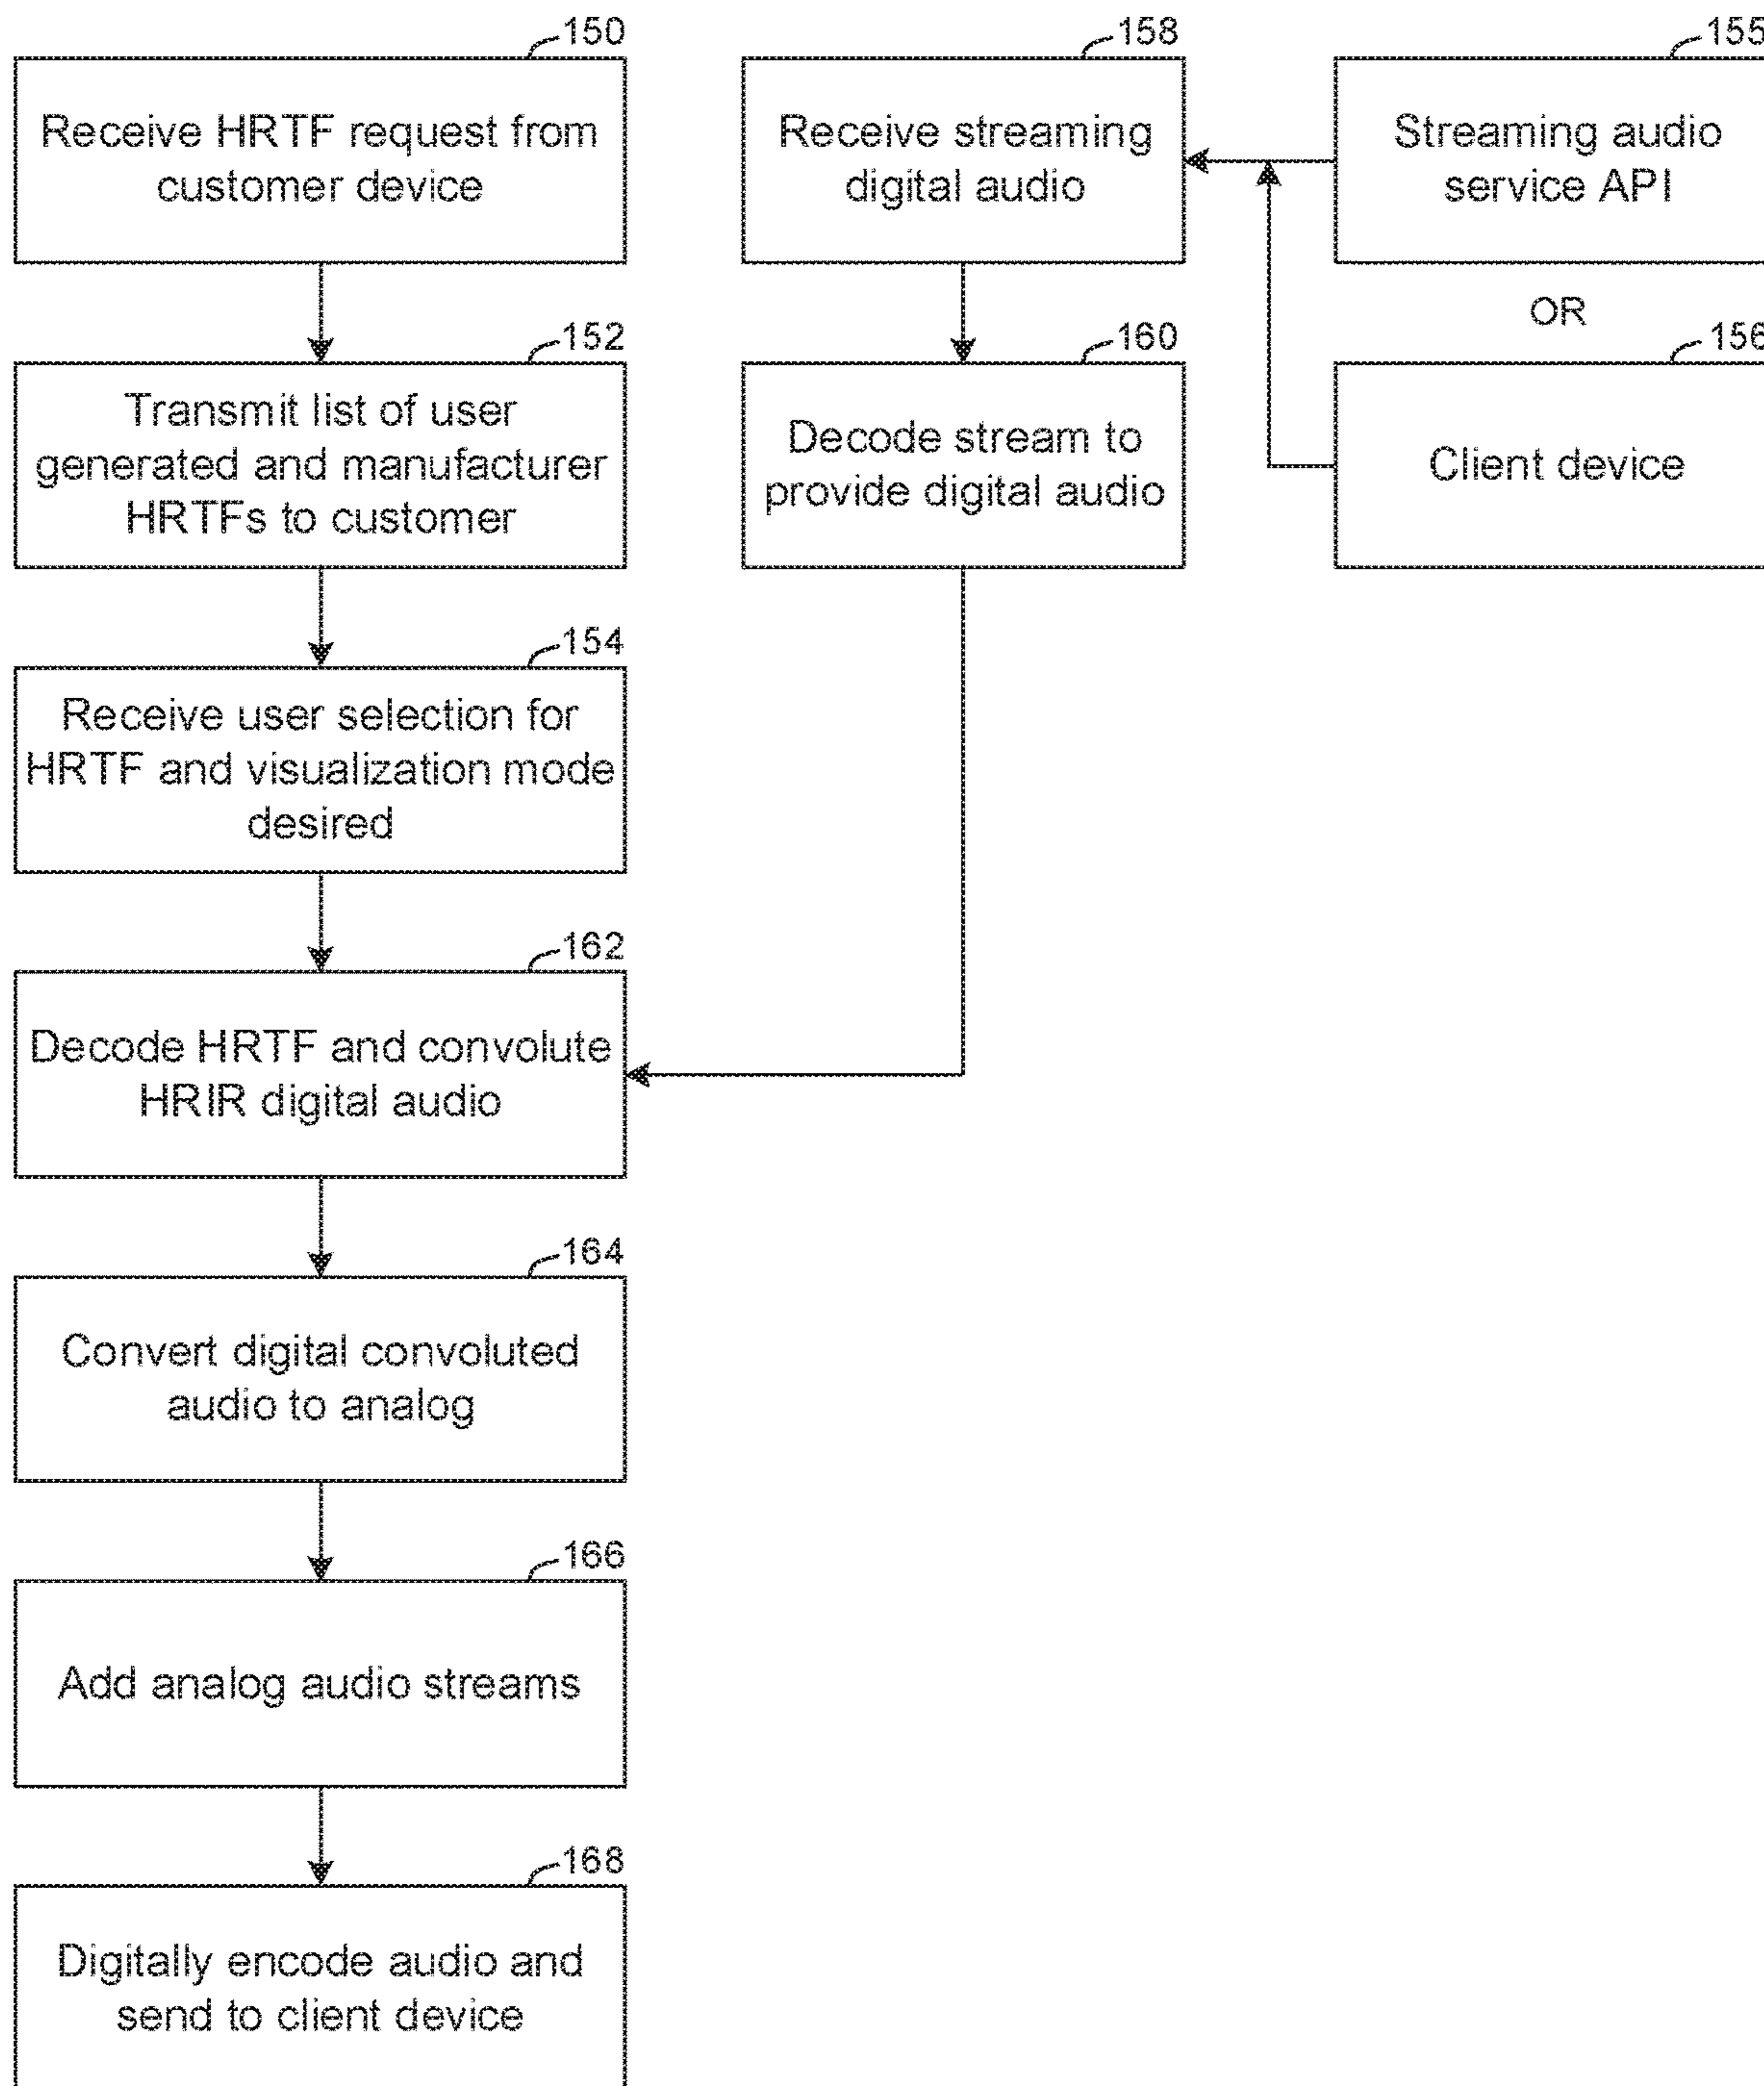 150
Receive HRTF request from
customer device
152
Transmit list of user
generated and manufacturer
HRTFs to customer
154
Receive user selection for
HRTF and visualization mode
desired
162
Decode HRTF and convolute
HRIR digital audio
164
Convert digital convoluted
audio to analog
166
Add analog audio streams
168
Digitally encode audio and
send to client device
158
Receive streaming
digital audio
160
Decode stream to
provide digital audio
155
Streaming audio
service API
OR
156
Client device